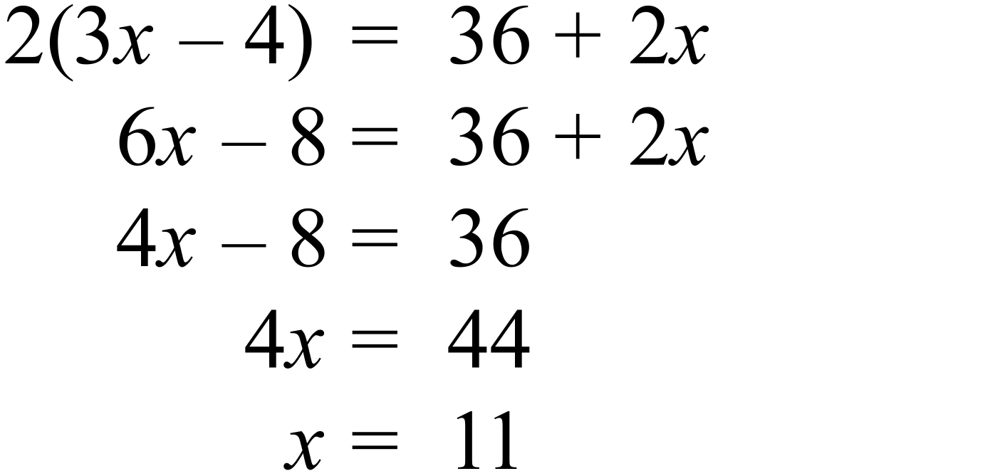 2(3x – 4) = 36 + 2x
6x – 8 = 36 + 2x
4x – 8 = 36
4x = 44
x = 11